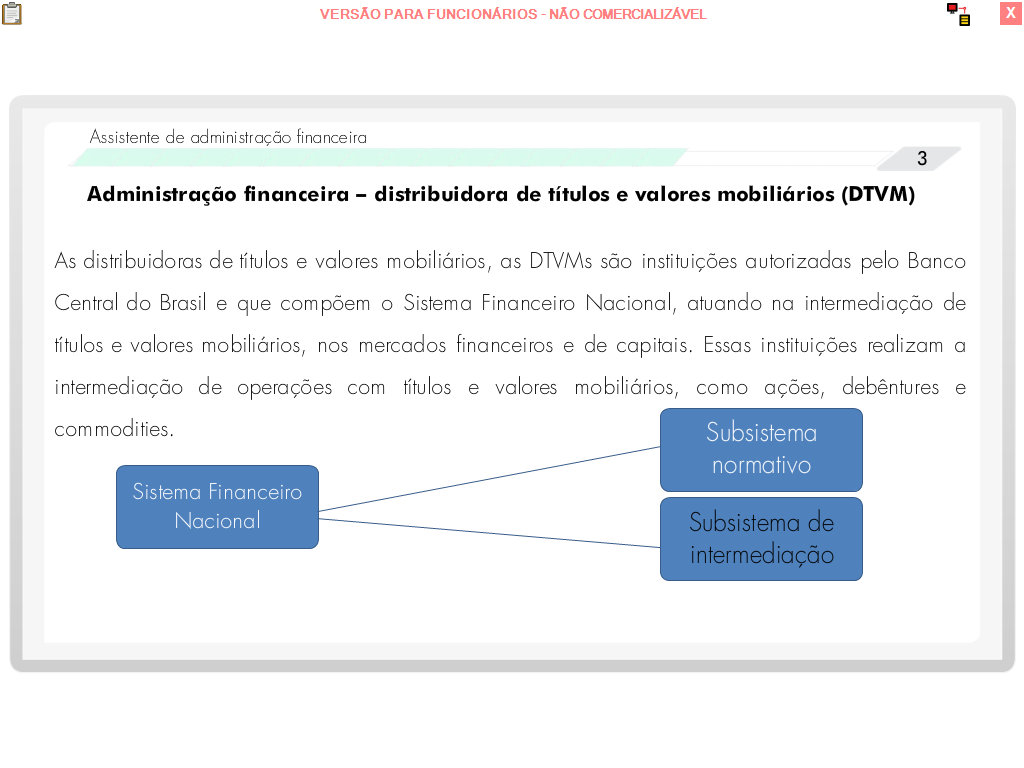 VERSÃO PARA FUNCIONÁRIOS - NÃO COMERCIALIZÁVEL
X
Assistente de administração financeira
3
Administração financeira – distribuidora de títulos e valores mobiliários (DTVM)
As distribuidoras de títulos e valores mobiliários, as DTVMs são instituições autorizadas pelo Banco
Central do Brasil e que compõem o Sistema Financeiro Nacional, atuando na intermediação de
títulos e valores mobiliários, nos mercados financeiros e de capitais. Essas instituições realizam a
intermediação de operações com títulos e valores mobiliários, como ações, debêntures e
commodities.
Sistema Financeiro
Nacional
Subsistema
normativo
Subsistema de
intermediação